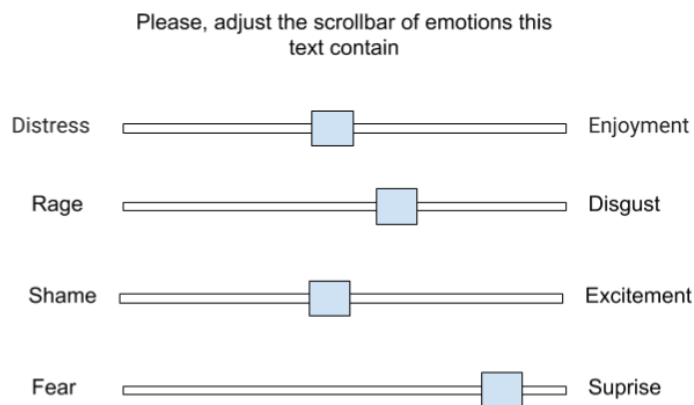 Please, adjust the scrollbar of emotions this
text contain
Distress Enjoyment
Rage Disgust
Shame Excitement
Fear Suprise